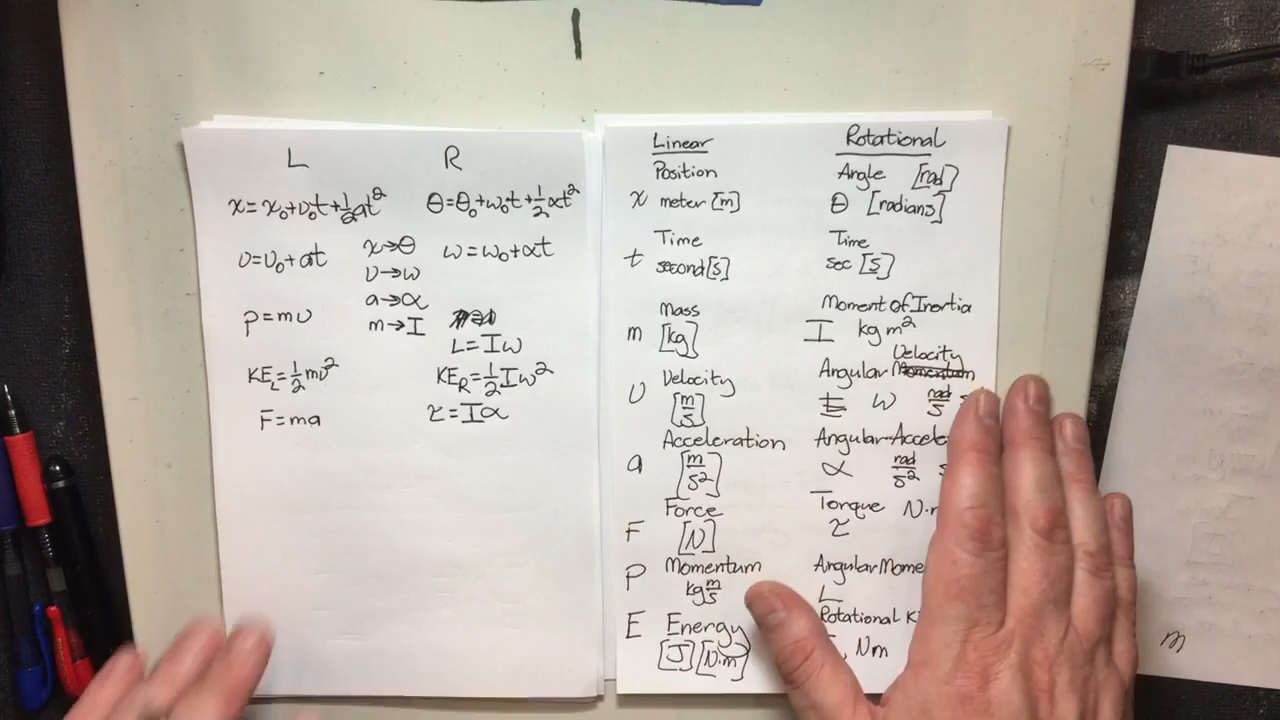 L R
x=x₀+v₀t+½at² θ=θ₀+ω₀t+½αt²
v=v₀+at x→θ ω=ω₀+αt
v→ω
a→α
p=mv m→I
L=Iω
KE_L=½mv² KE_R=½Iω²
F=ma τ=Iα
Linear Rotational
Position Angle [rad]
x meter [m] θ [radians]
Time Time
t second [s] sec [s]
Mass Moment of Inertia
m [kg] I kg m²
Velocity
Velocity Angular Momentum
v [m/s] ω rad/s
Acceleration Angular
a [m/s²] α rad/s²
Force Torque
F [N] τ
Momentum Angular
p kg m/s L
E Energy Rotational
[J] [N·m] Nm
m